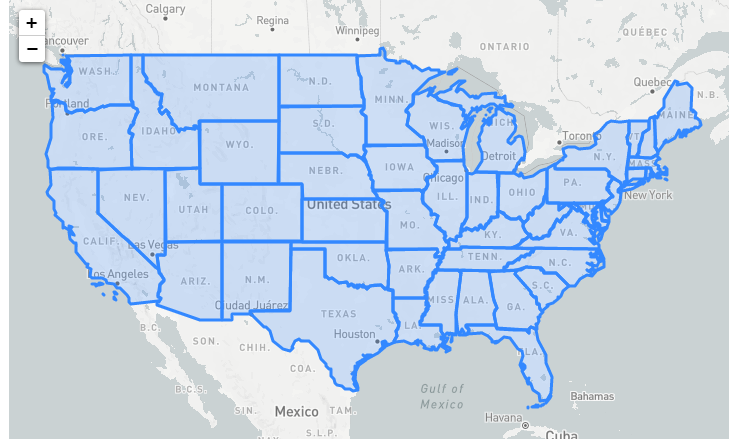 +
−
Calgary
Vancouver
Regina
Winnipeg
ONTARIO
QUÉBEC
Quebec
N.B.
WASH.
MONTANA
N.D.
MINN.
MAINE
Portland
ORE.
IDAHO
S.D.
WIS.
MICH
Toronto
VT
WYO.
Madison
Detroit
N.Y.
MASS
NEBR.
IOWA
Chicago
PA.
New York
NEV.
UTAH
COLO.
United States
ILL.
IND.
OHIO
CALIF.
Las Vegas
MO.
KY.
VA.
Los Angeles
ARIZ.
N.M.
OKLA.
ARK.
TENN.
N.C.
S.C.
Ciudad Juárez
TEXAS
MISS
ALA.
GA.
B.C.
SON.
CHIH.
Houston
LA
FLA.
COA.
B.C.S.
Gulf of
Mexico
Bahamas
SIN.
Mexico
TAM.
Havana
S.L.P.
Cuba